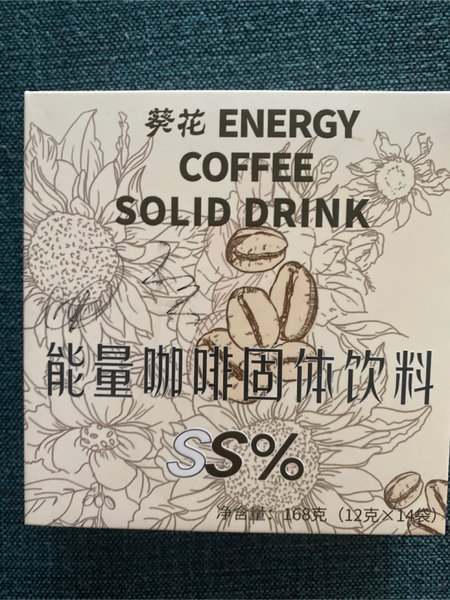 葵花 ENERGY
COFFEE
SOLID DRINK
能量咖啡固体饮料
SS%
净含量：168克（12克×14袋）